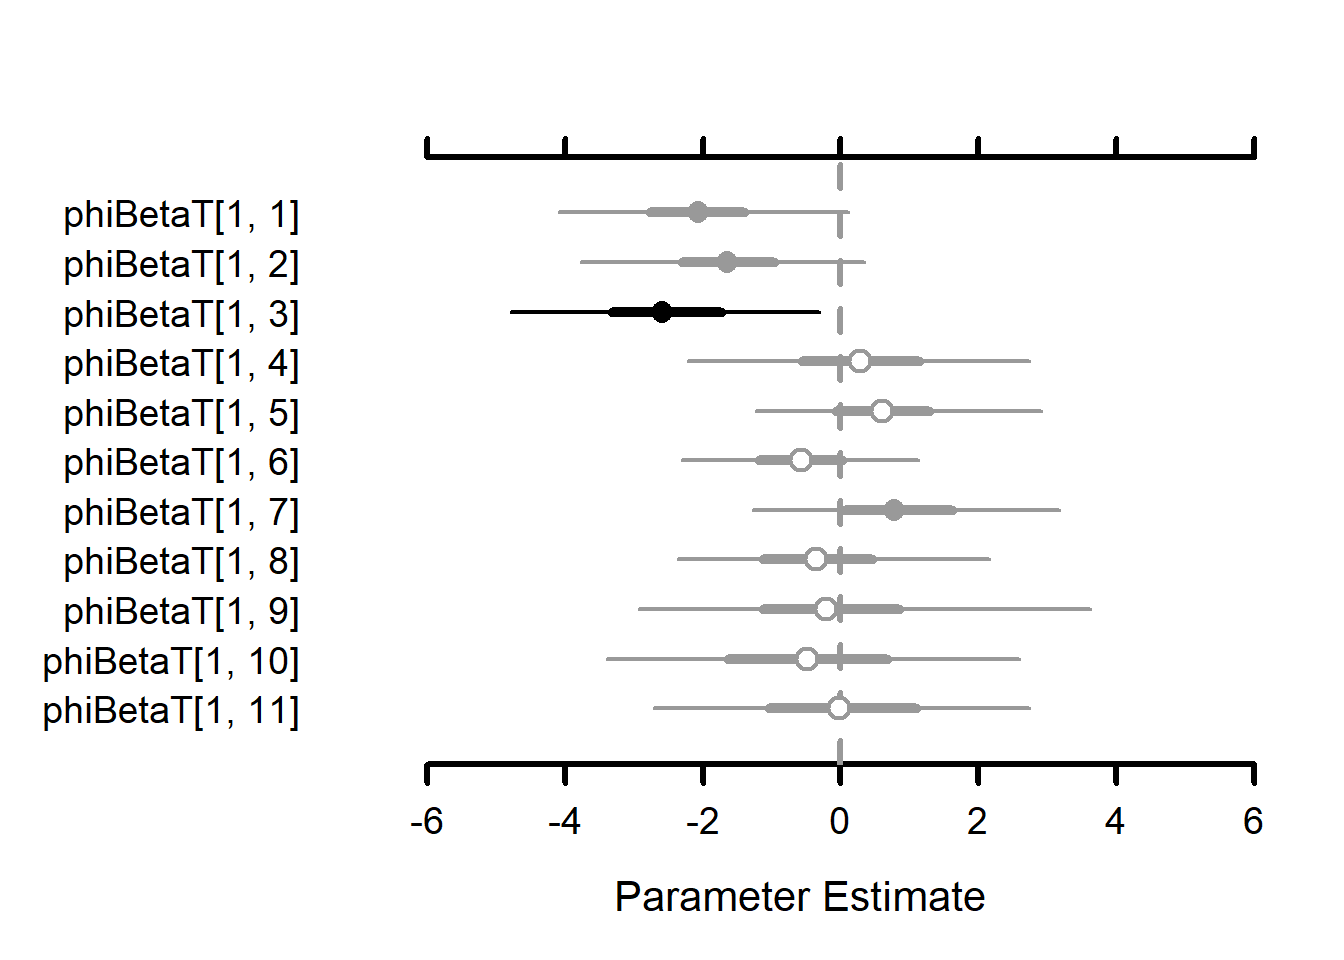 phiBetaT[1, 1]
phiBetaT[1, 2]
phiBetaT[1, 3]
phiBetaT[1, 4]
phiBetaT[1, 5]
phiBetaT[1, 6]
phiBetaT[1, 7]
phiBetaT[1, 8]
phiBetaT[1, 9]
phiBetaT[1, 10]
phiBetaT[1, 11]
-6 -4 -2 0 2 4 6
Parameter Estimate